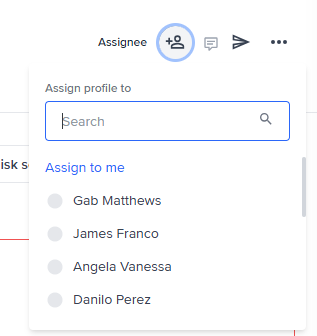 Assignee
Assign profile to
Search
isk s
Assign to me
Gab Matthews
James Franco
Angela Vanessa
Danilo Perez